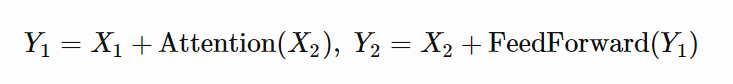 Y₁ = X₁ + Attention(X₂), Y₂ = X₂ + FeedForward(Y₁)